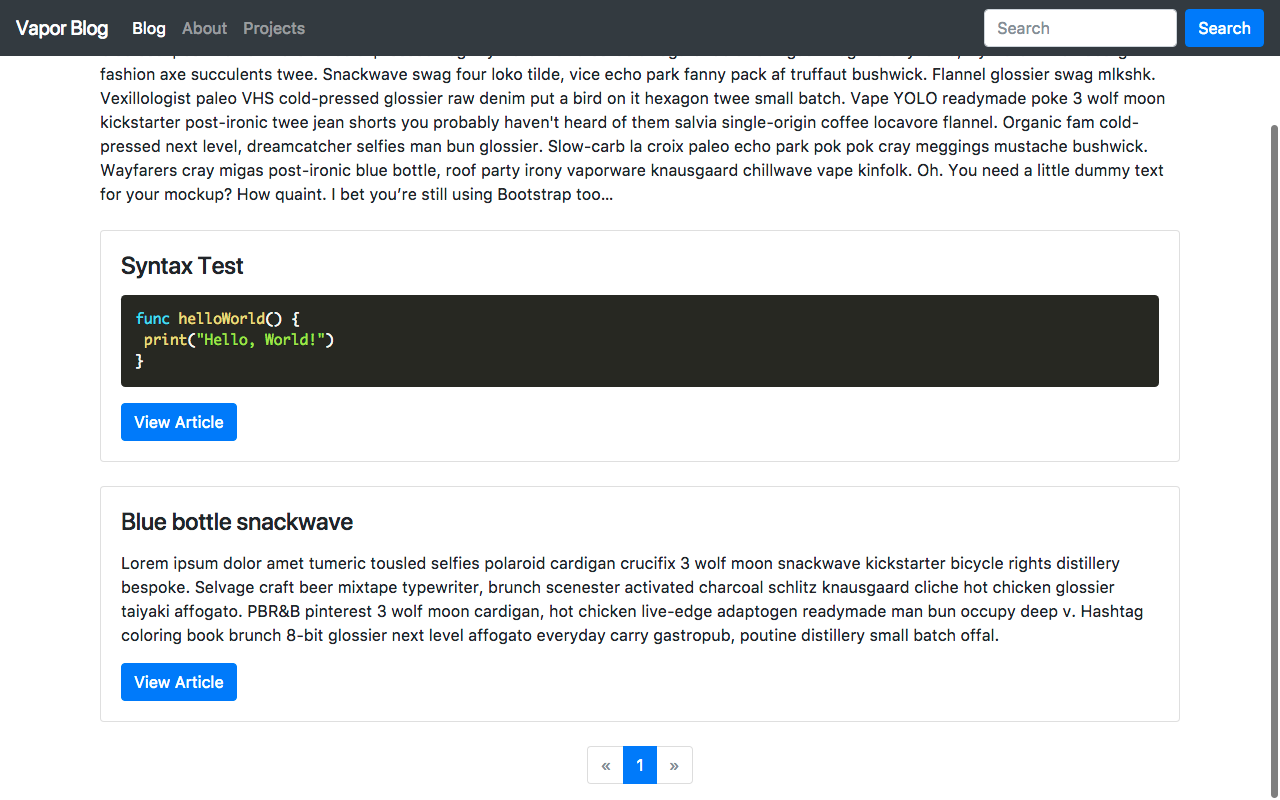 Vapor Blog Blog About Projects Search Search
fashion axe succulents twee. Snackwave swag four loko tilde, vice echo park fanny pack af truffaut bushwick. Flannel glossier swag mlkshk.
Vexillologist paleo VHS cold-pressed glossier raw denim put a bird on it hexagon twee small batch. Vape YOLO readymade poke 3 wolf moon
kickstarter post-ironic twee jean shorts you probably haven't heard of them salvia single-origin coffee locavore flannel. Organic fam cold-
pressed next level, dreamcatcher selfies man bun glossier. Slow-carb la croix paleo echo park pok pok cray meggings mustache bushwick.
Wayfarers cray migas post-ironic blue bottle, roof party irony vaporware knausgaard chillwave vape kinfolk. Oh. You need a little dummy text
for your mockup? How quaint. I bet you’re still using Bootstrap too…
Syntax Test
func helloWorld() {
 print("Hello, World!")
}
View Article
Blue bottle snackwave
Lorem ipsum dolor amet tumeric tousled selfies polaroid cardigan crucifix 3 wolf moon snackwave kickstarter bicycle rights distillery
bespoke. Selvage craft beer mixtape typewriter, brunch scenester activated charcoal schlitz knausgaard cliche hot chicken glossier
taiyaki affogato. PBR&B pinterest 3 wolf moon cardigan, hot chicken live-edge adaptogen readymade man bun occupy deep v. Hashtag
coloring book brunch 8-bit glossier next level affogato everyday carry gastropub, poutine distillery small batch offal.
View Article
« 1 »